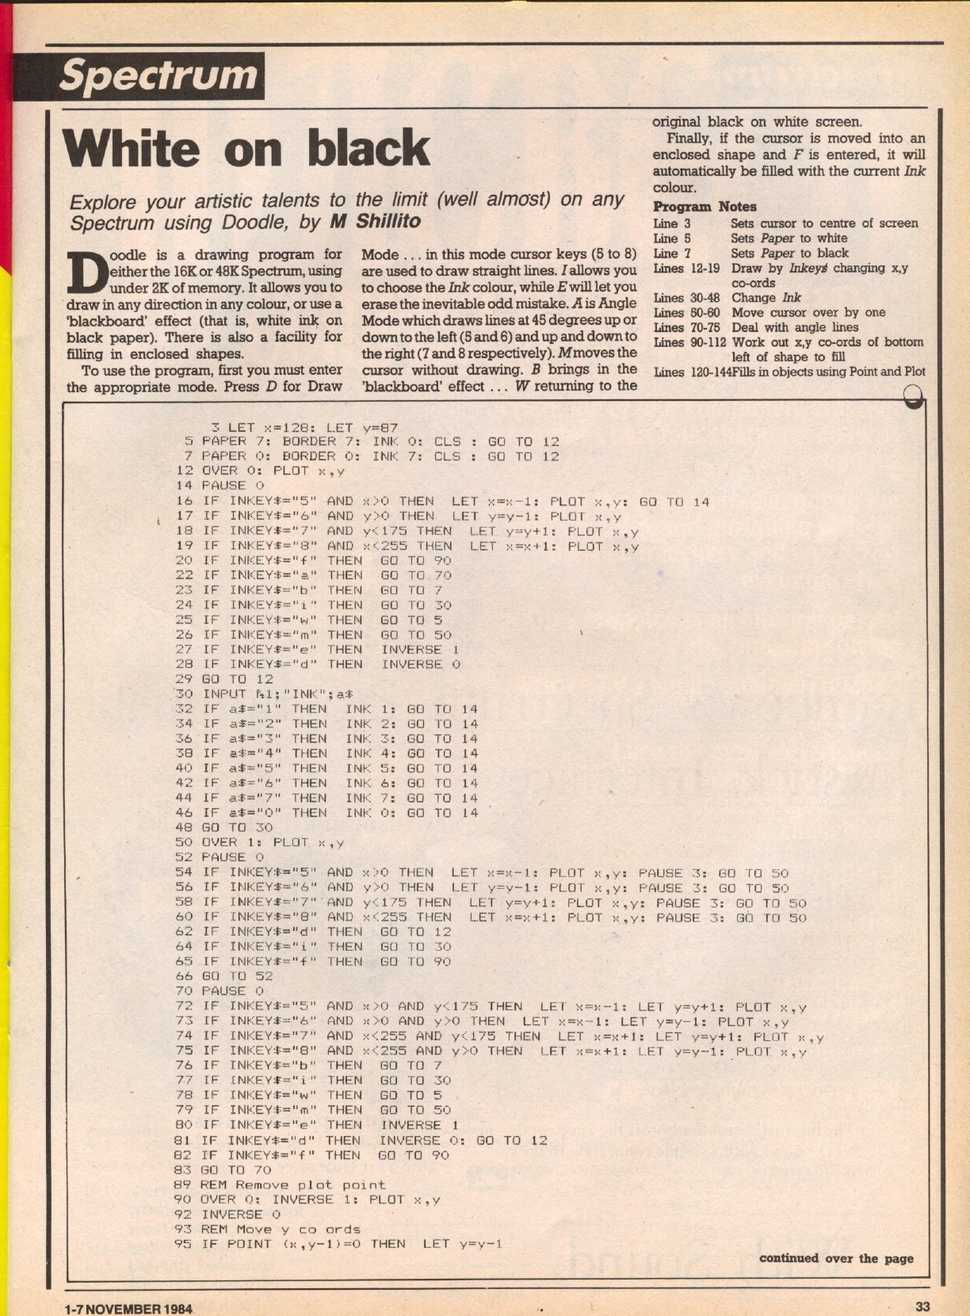 Spectrum
White on black
Explore your artistic talents to the limit (well almost) on any
Spectrum using Doodle, by M Shillito
Doodle is a drawing program for
either the 16K or 48K Spectrum, using
under 2K of memory. It allows you to
draw in any direction in any colour, or use a
'blackboard' effect (that is, white ink on
black paper). There is also a facility for
filling in enclosed shapes.
To use the program, first you must enter
the appropriate mode. Press D for Draw
Mode . . . in this mode cursor keys (5 to 8)
are used to draw straight lines. I allows you
to choose the Ink colour, while E will let you
erase the inevitable odd mistake. A is Angle
Mode which draws lines at 45 degrees up or
down to the left (5 and 6) and up and down to
the right (7 and 8 respectively). M moves the
cursor without drawing. B brings in the
'blackboard' effect . . . W returning to the
original black on white screen.
Finally, if the cursor is moved into an
enclosed shape and F is entered, it will
automatically be filled with the current Ink
colour.
Program Notes
Line 3 Sets cursor to centre of screen
Line 5 Sets Paper to white
Line 7 Sets Paper to black
Lines 12-19 Draw by Inkey$ changing x,y
co-ords
Lines 30-48 Change Ink
Lines 50-60 Move cursor over by one
Lines 70-75 Deal with angle lines
Lines 90-112 Work out x,y co-ords of bottom
left of shape to fill
Lines 120-144 Fills in objects using Point and Plot
3 LET x=128: LET y=87
5 PAPER 7: BORDER 7: INK 0: CLS : GO TO 12
7 PAPER 0: BORDER 0: INK 7: CLS : GO TO 12
12 OVER 0: PLOT x,y
14 PAUSE 0
16 IF INKEY$="5" AND x>0 THEN LET x=x-1: PLOT x,y: GO TO 14
17 IF INKEY$="6" AND y>0 THEN LET y=y-1: PLOT x,y
18 IF INKEY$="7" AND y<175 THEN LET y=y+1: PLOT x,y
19 IF INKEY$="8" AND x<255 THEN LET x=x+1: PLOT x,y
20 IF INKEY$="f" THEN GO TO 90
22 IF INKEY$="a" THEN GO TO 70
23 IF INKEY$="b" THEN GO TO 7
24 IF INKEY$="i" THEN GO TO 30
25 IF INKEY$="w" THEN GO TO 5
26 IF INKEY$="m" THEN GO TO 50
27 IF INKEY$="e" THEN INVERSE 1
28 IF INKEY$="d" THEN INVERSE 0
29 GO TO 12
30 INPUT #1;"INK";a$
32 IF a$="1" THEN INK 1: GO TO 14
34 IF a$="2" THEN INK 2: GO TO 14
36 IF a$="3" THEN INK 3: GO TO 14
38 IF a$="4" THEN INK 4: GO TO 14
40 IF a$="5" THEN INK 5: GO TO 14
42 IF a$="6" THEN INK 6: GO TO 14
44 IF a$="7" THEN INK 7: GO TO 14
46 IF a$="0" THEN INK 0: GO TO 14
48 GO TO 30
50 OVER 1: PLOT x,y
52 PAUSE 0
54 IF INKEY$="5" AND x>0 THEN LET x=x-1: PLOT x,y: PAUSE 3: GO TO 50
56 IF INKEY$="6" AND y>0 THEN LET y=y-1: PLOT x,y: PAUSE 3: GO TO 50
58 IF INKEY$="7" AND y<175 THEN LET y=y+1: PLOT x,y: PAUSE 3: GO TO 50
60 IF INKEY$="8" AND x<255 THEN LET x=x+1: PLOT x,y: PAUSE 3: GO TO 50
62 IF INKEY$="d" THEN GO TO 12
64 IF INKEY$="i" THEN GO TO 30
65 IF INKEY$="f" THEN GO TO 90
66 GO TO 52
70 PAUSE 0
72 IF INKEY$="5" AND x>0 AND y<175 THEN LET x=x-1: LET y=y+1: PLOT x,y
73 IF INKEY$="6" AND x>0 AND y>0 THEN LET x=x-1: LET y=y-1: PLOT x,y
74 IF INKEY$="7" AND x<255 AND y<175 THEN LET x=x+1: LET y=y+1: PLOT x,y
75 IF INKEY$="8" AND x<255 AND y>0 THEN LET x=x+1: LET y=y-1: PLOT x,y
76 IF INKEY$="b" THEN GO TO 7
77 IF INKEY$="i" THEN GO TO 30
78 IF INKEY$="w" THEN GO TO 5
79 IF INKEY$="m" THEN GO TO 50
80 IF INKEY$="e" THEN INVERSE 1
81 IF INKEY$="d" THEN INVERSE 0: GO TO 12
82 IF INKEY$="f" THEN GO TO 90
83 GO TO 70
89 REM Remove plot point
90 OVER 0: INVERSE 1: PLOT x,y
92 INVERSE 0
93 REM Move y co ords
95 IF POINT (x,y-1)=0 THEN LET y=y-1
continued over the page
1-7 NOVEMBER 1984
33